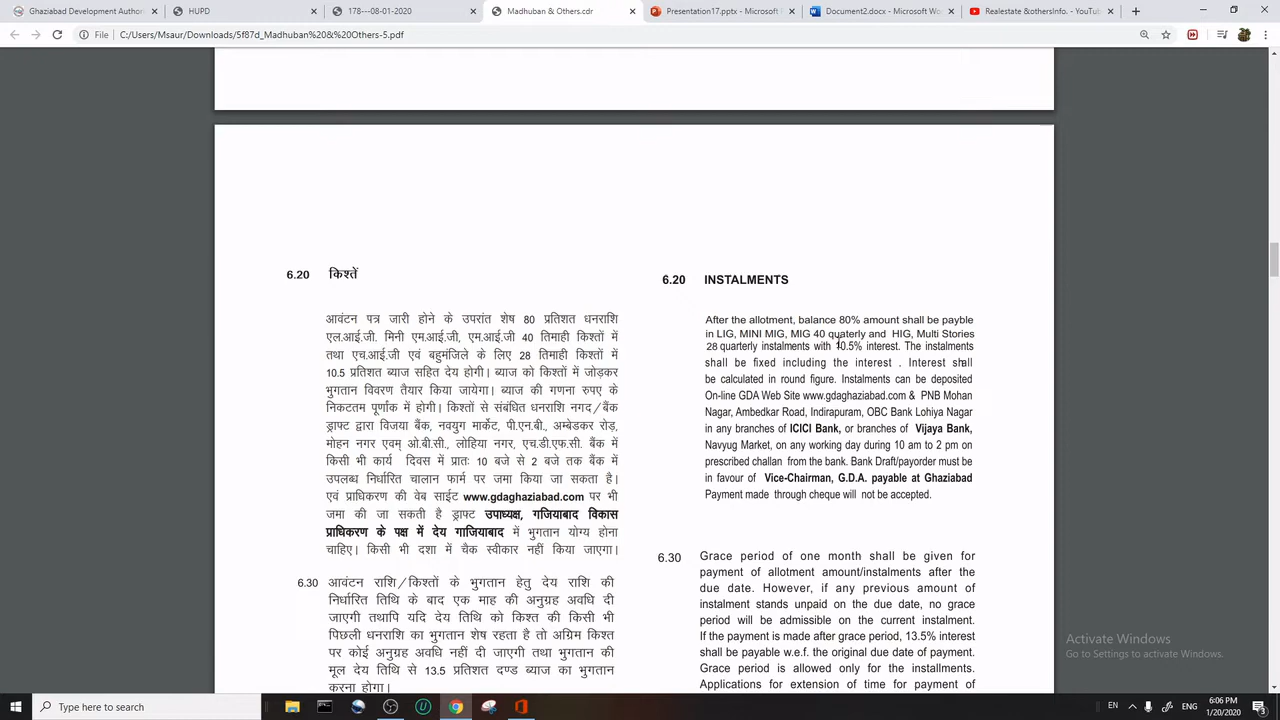 Ghaziabad Development Author
HUPD
178---08-01-2020
Madhuban & Others.cdr
Presentation17.pptx - Microsoft
Document2.docx - Microsoft Wo
Realestate &othersInfo. - YouTu
File
C:/Users/Msaur/Downloads/5f87d_Madhuban%20&%20Others-5.pdf
6.20 किश्तें
आवंटन पत्र जारी होने के उपरांत शेष 80 प्रतिशत धनराशि
एल.आई.जी. मिनी एम.आई.जी, एम.आई.जी 40 तिमाही किश्तों में
तथा एच.आई.जी एवं बहुमंजिले के लिए 28 तिमाही किश्तों में
10.5 प्रतिशत ब्याज सहित देय होगी। ब्याज को किश्तों में जोड़कर
भुगतान विवरण तैयार किया जायेगा। ब्याज की गणना रुपए के
निकटतम पूर्णांक में होगी। किश्तों से संबंधित धनराशि नगद/बैंक
ड्राफ्ट द्वारा विजया बैंक, नवयुग मार्केट, पी.एन.बी., अम्बेडकर रोड़,
मोहन नगर एवम् ओ.बी.सी., लोहिया नगर, एच.डी.एफ.सी. बैंक में
किसी भी कार्य दिवस में प्रातः 10 बजे से 2 बजे तक बैंक में
उपलब्ध निर्धारित चालान फार्म पर जमा किया जा सकता है।
एवं प्राधिकरण की वेब साईट www.gdaghaziabad.com पर भी
जमा की जा सकती है ड्राफ्ट उपाध्यक्ष, गजियाबाद विकास
प्राधिकरण के पक्ष में देय गाजियाबाद में भुगतान योग्य होना
चाहिए। किसी भी दशा में चैक स्वीकार नहीं किया जाएगा।
6.30 आवंटन राशि/किश्तों के भुगतान हेतु देय राशि की
निर्धारित तिथि के बाद एक माह की अनुग्रह अवधि दी
जाएगी तथापि यदि देय तिथि को किश्त की किसी भी
पिछली धनराशि का भुगतान शेष रहता है तो अग्रिम किश्त
पर कोई अनुग्रह अवधि नहीं दी जाएगी तथा भुगतान की
मूल देय तिथि से 13.5 प्रतिशत दण्ड ब्याज का भुगतान
करना होगा।
6.20 INSTALMENTS
After the allotment, balance 80% amount shall be payble
in LIG, MINI MIG, MIG 40 quaterly and HIG, Multi Stories
28 quarterly instalments with 10.5% interest. The instalments
shall be fixed including the interest . Interest shall
be calculated in round figure. Instalments can be deposited
On-line GDA Web Site www.gdaghaziabad.com & PNB Mohan
Nagar, Ambedkar Road, Indirapuram, OBC Bank Lohiya Nagar
in any branches of ICICI Bank, or branches of Vijaya Bank,
Navyug Market, on any working day during 10 am to 2 pm on
prescribed challan from the bank. Bank Draft/payorder must be
in favour of Vice-Chairman, G.D.A. payable at Ghaziabad
Payment made through cheque will not be accepted.
6.30 Grace period of one month shall be given for
payment of allotment amount/instalments after the
due date. However, if any previous amount of
instalment stands unpaid on the due date, no grace
period will be admissible on the current instalment.
If the payment is made after grace period, 13.5% interest
shall be payable w.e.f. the original due date of payment.
Grace period is allowed only for the installments.
Applications for extension of time for payment of
Activate Windows
Go to Settings to activate Windows.
Type here to search
EN
ENG
6:06 PM
1/20/2020
3